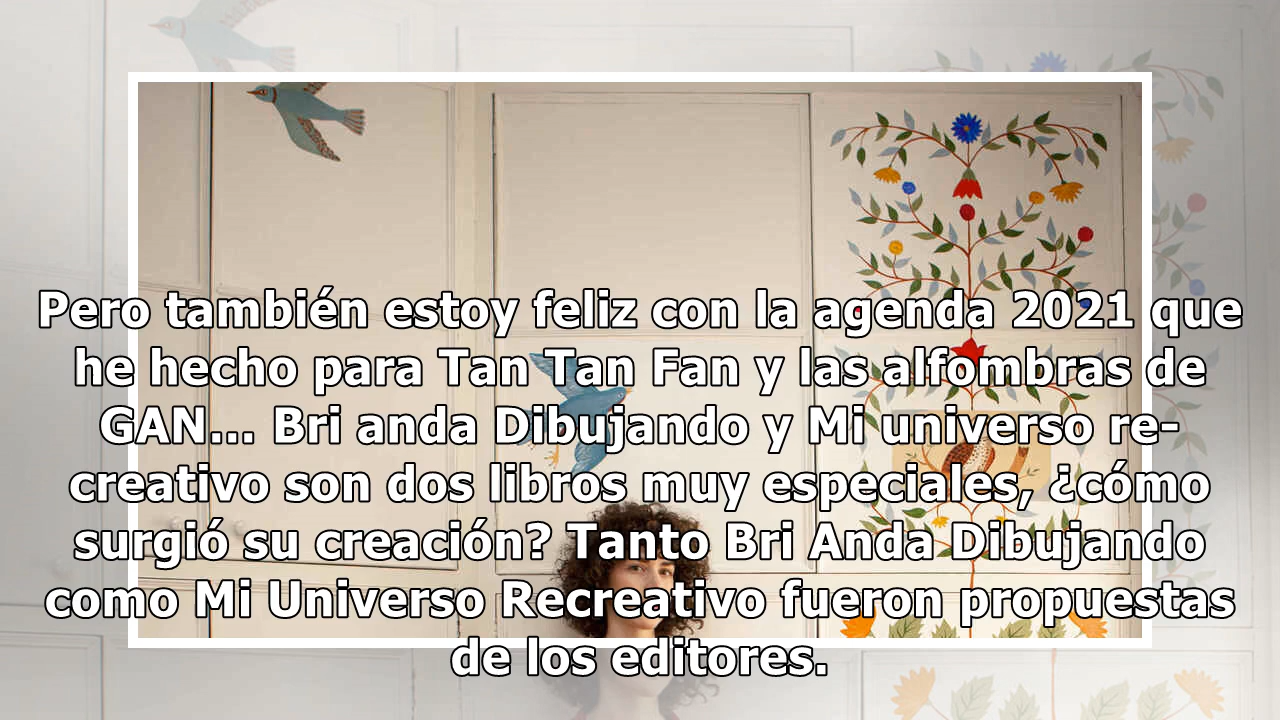 Pero también estoy feliz con la agenda 2021 que
he hecho para Tan Tan Fan y las alfombras de
GAN... Bri anda Dibujando y Mi universo re-
creativo son dos libros muy especiales, ¿cómo
surgió su creación? Tanto Bri Anda Dibujando
como Mi Universo Recreativo fueron propuestas
de los editores.